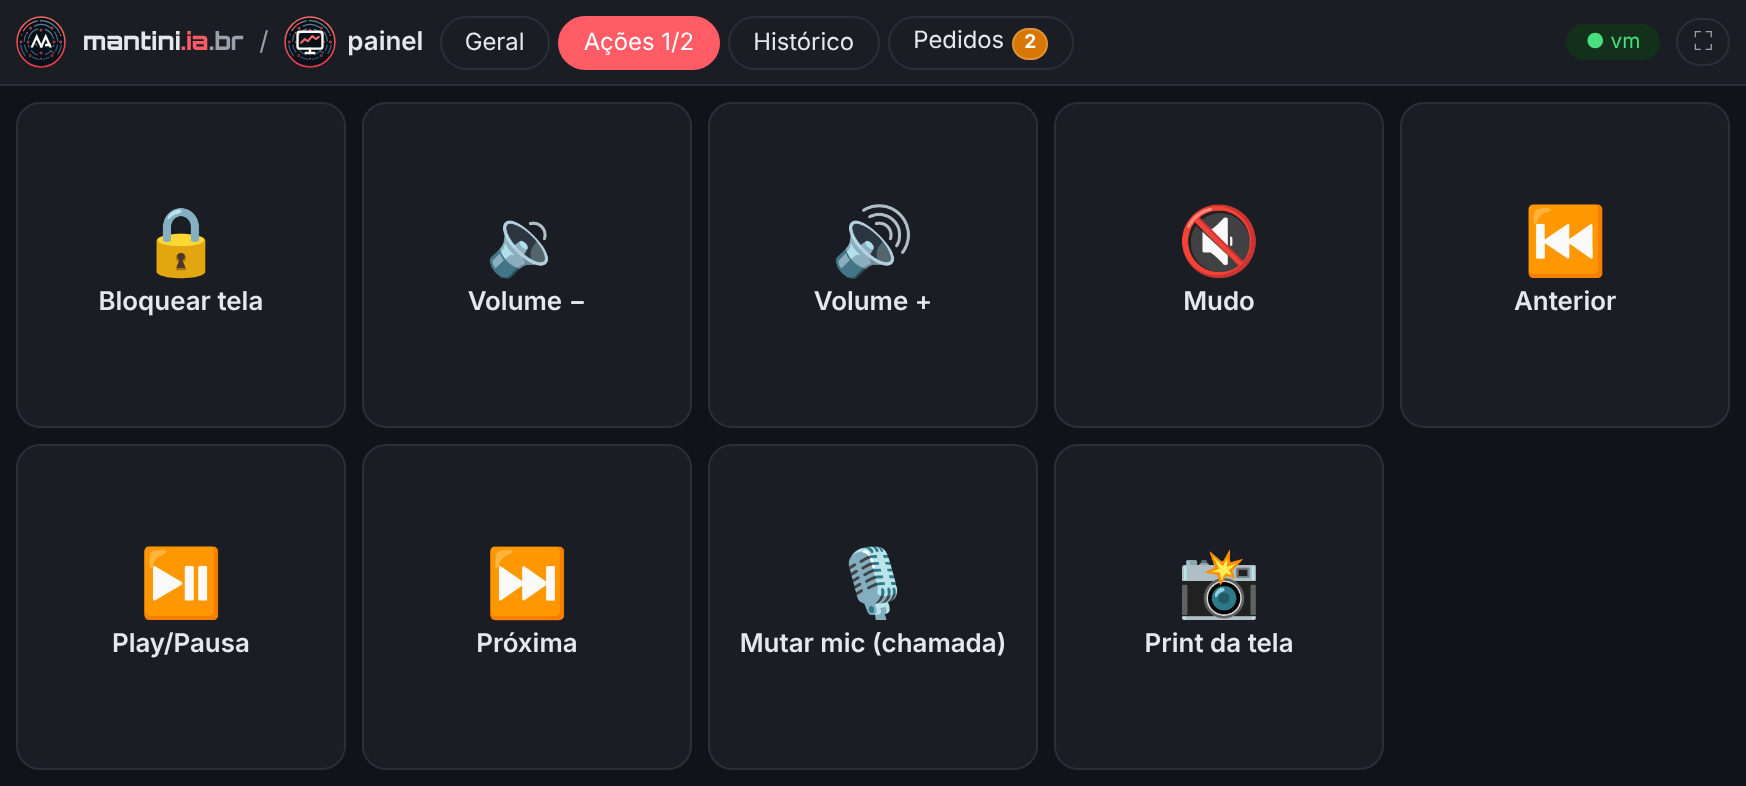 mantini.ia.br / painel Geral Ações 1/2 Histórico Pedidos 2 vm
Bloquear tela Volume − Volume + Mudo Anterior
Play/Pausa Próxima Mutar mic (chamada) Print da tela